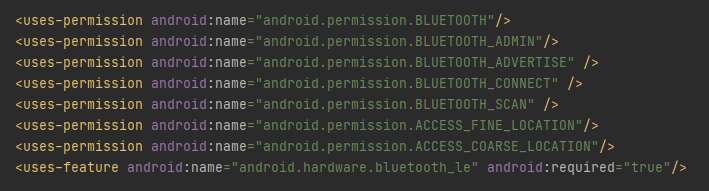 <uses-permission android:name="android.permission.BLUETOOTH"/>
<uses-permission android:name="android.permission.BLUETOOTH_ADMIN"/>
<uses-permission android:name="android.permission.BLUETOOTH_ADVERTISE" />
<uses-permission android:name="android.permission.BLUETOOTH_CONNECT" />
<uses-permission android:name="android.permission.BLUETOOTH_SCAN" />
<uses-permission android:name="android.permission.ACCESS_FINE_LOCATION"/>
<uses-permission android:name="android.permission.ACCESS_COARSE_LOCATION"/>
<uses-feature android:name="android.hardware.bluetooth_le" android:required="true"/>